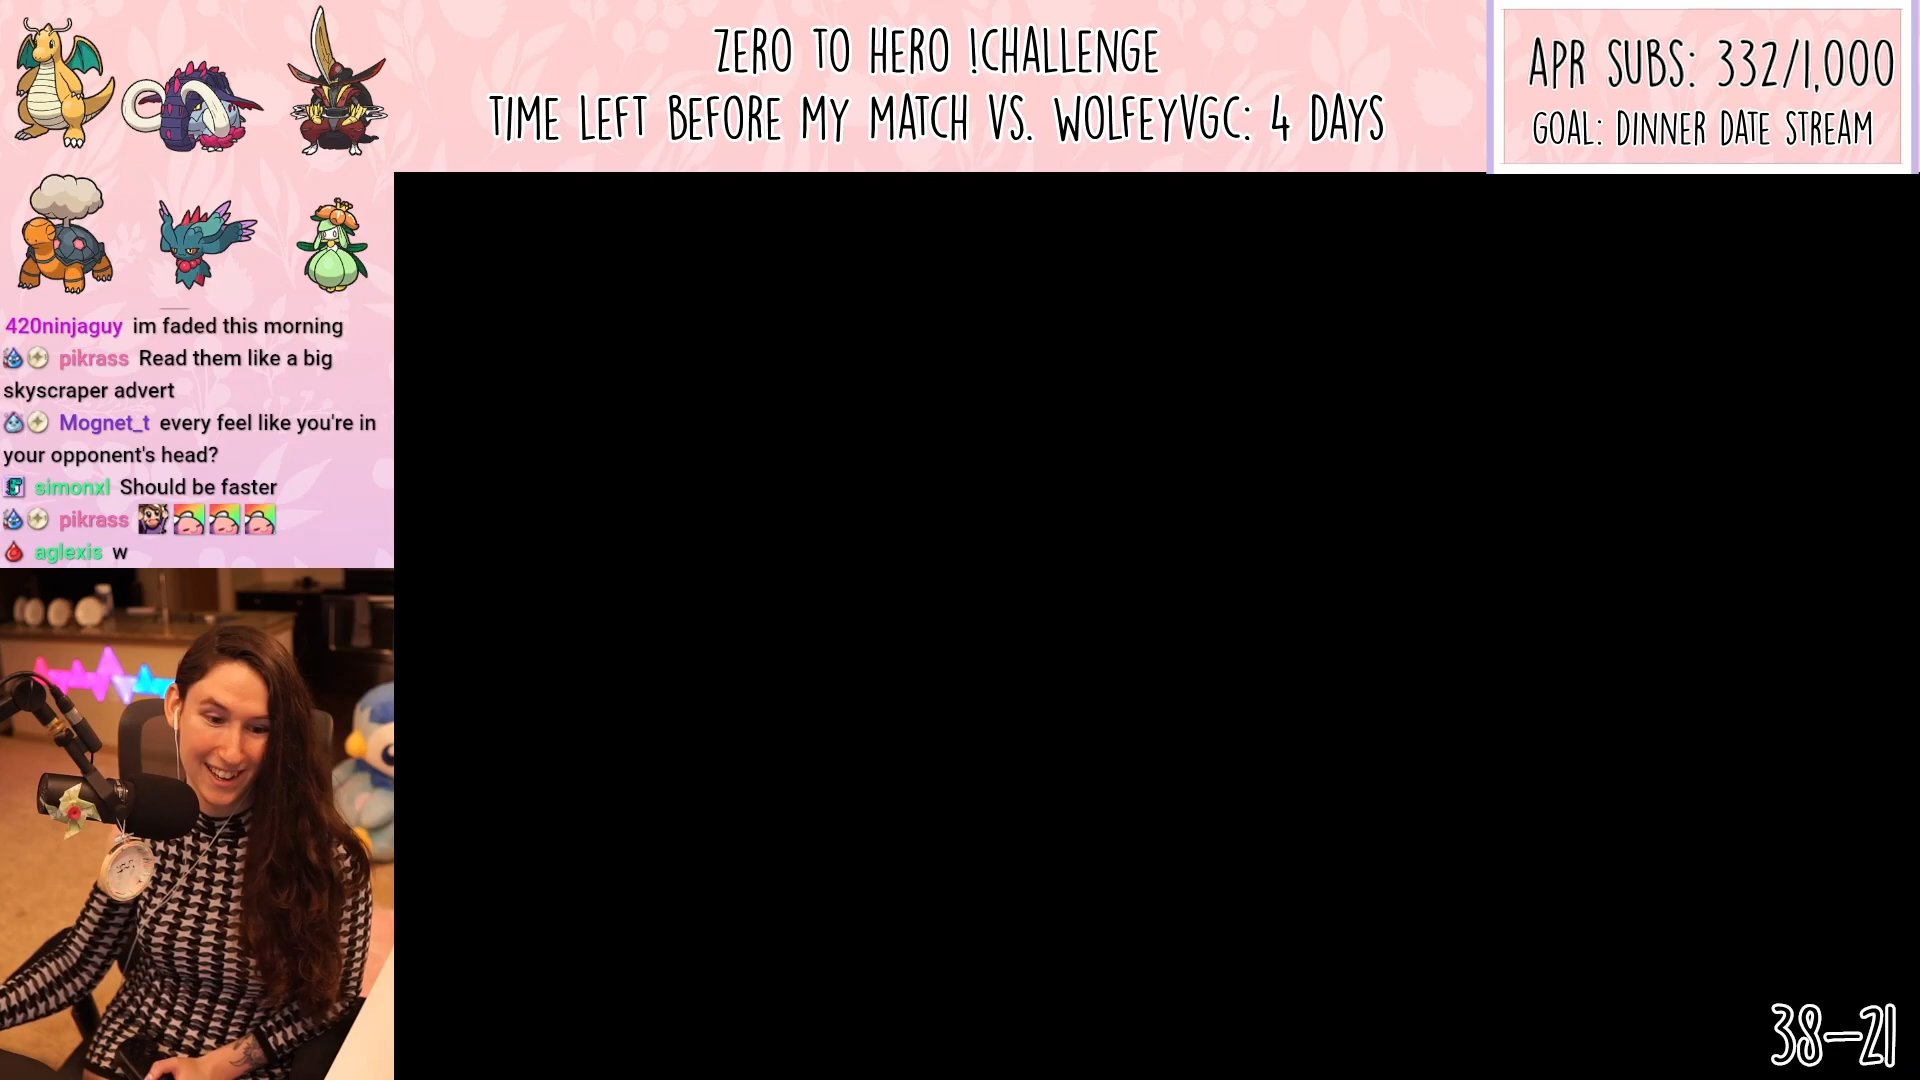 ZERO TO HERO !CHALLENGE
TIME LEFT BEFORE MY MATCH VS. WOLFEYVGC: 4 DAYS
APR SUBS: 332/1,000
GOAL: DINNER DATE STREAM
420ninjaguy im faded this morning
pikrass Read them like a big
skyscraper advert
Mognet_t every feel like you're in
your opponent's head?
simonxl Should be faster
pikrass
aglexis w
38-21